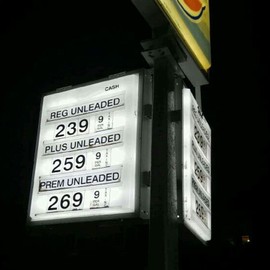 CASH
REG UNLEADED
239 9
PLUS UNLEADED
259 9
PREM UNLEADED
269 9